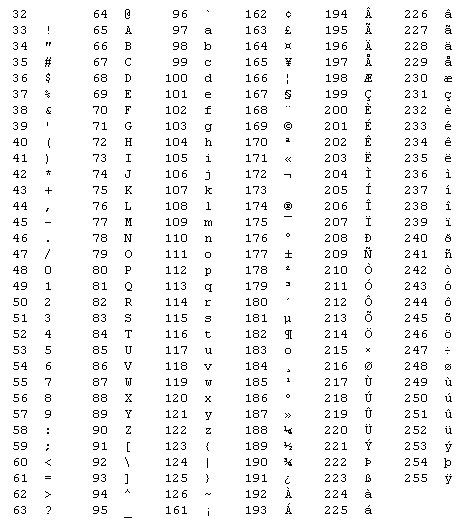 32 64 @ 96 ` 162 ¢ 194 Â 226 â
33 ! 65 A 97 a 163 £ 195 Ã 227 ã
34 " 66 B 98 b 164 ¤ 196 Ä 228 ä
35 # 67 C 99 c 165 ¥ 197 Å 229 å
36 $ 68 D 100 d 166 ¦ 198 Æ 230 æ
37 % 69 E 101 e 167 § 199 Ç 231 ç
38 & 70 F 102 f 168 ¨ 200 È 232 è
39 ' 71 G 103 g 169 © 201 É 233 é
40 ( 72 H 104 h 170 ª 202 Ê 234 ê
41 ) 73 I 105 i 171 « 203 Ë 235 ë
42 * 74 J 106 j 172 ¬ 204 Ì 236 ì
43 + 75 K 107 k 173 205 Í 237 í
44 , 76 L 108 l 174 ® 206 Î 238 î
45 - 77 M 109 m 175 ¯ 207 Ï 239 ï
46 . 78 N 110 n 176 ° 208 Ð 240 ð
47 / 79 O 111 o 177 ± 209 Ñ 241 ñ
48 0 80 P 112 p 178 ² 210 Ò 242 ò
49 1 81 Q 113 q 179 ³ 211 Ó 243 ó
50 2 82 R 114 r 180 ´ 212 Ô 244 ô
51 3 83 S 115 s 181 µ 213 Õ 245 õ
52 4 84 T 116 t 182 ¶ 214 Ö 246 ö
53 5 85 U 117 u 183 o 215 × 247 ÷
54 6 86 V 118 v 184 ¸ 216 Ø 248 ø
55 7 87 W 119 w 185 ¹ 217 Ù 249 ù
56 8 88 X 120 x 186 º 218 Ú 250 ú
57 9 89 Y 121 y 187 » 219 Û 251 û
58 : 90 Z 122 z 188 ¼ 220 Ü 252 ü
59 ; 91 [ 123 { 189 ½ 221 Ý 253 ý
60 < 92 \ 124 | 190 ¾ 222 Þ 254 þ
61 = 93 ] 125 } 191 ¿ 223 ß 255 ÿ
62 > 94 ^ 126 ~ 192 À 224 à
63 ? 95 _ 161 ¡ 193 Á 225 á